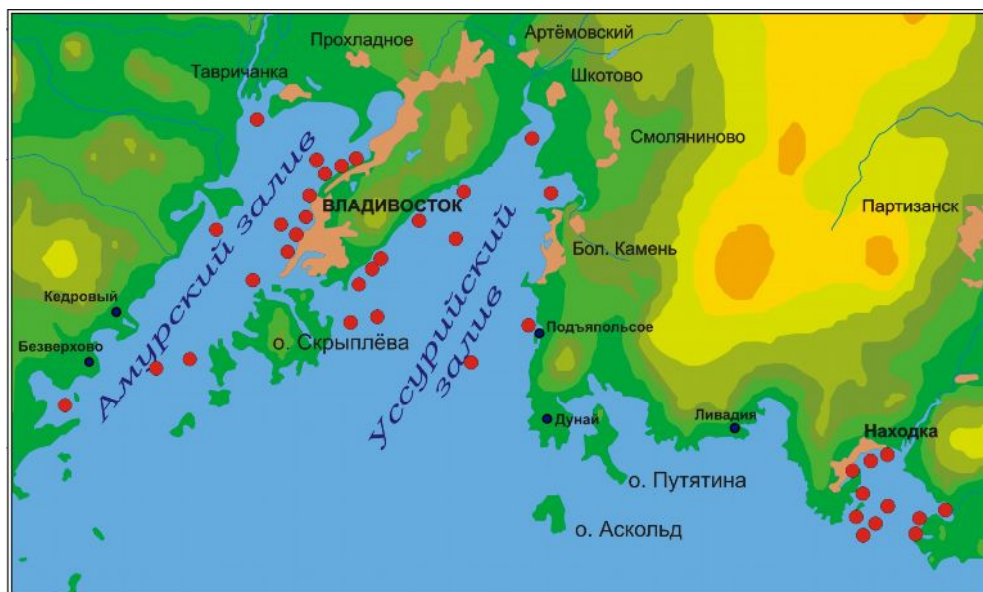 Прохладное
Артёмовский
Тавричанка
Шкотово
Смоляниново
Амурский залив
ВЛАДИВОСТОК
Уссурийский
залив
Партизанск
Бол. Камень
Кедровый
Подъяпольсое
о. Скрыплёва
Безверхово
Дунай
Ливадия
Находка
о. Путятина
о. Аскольд